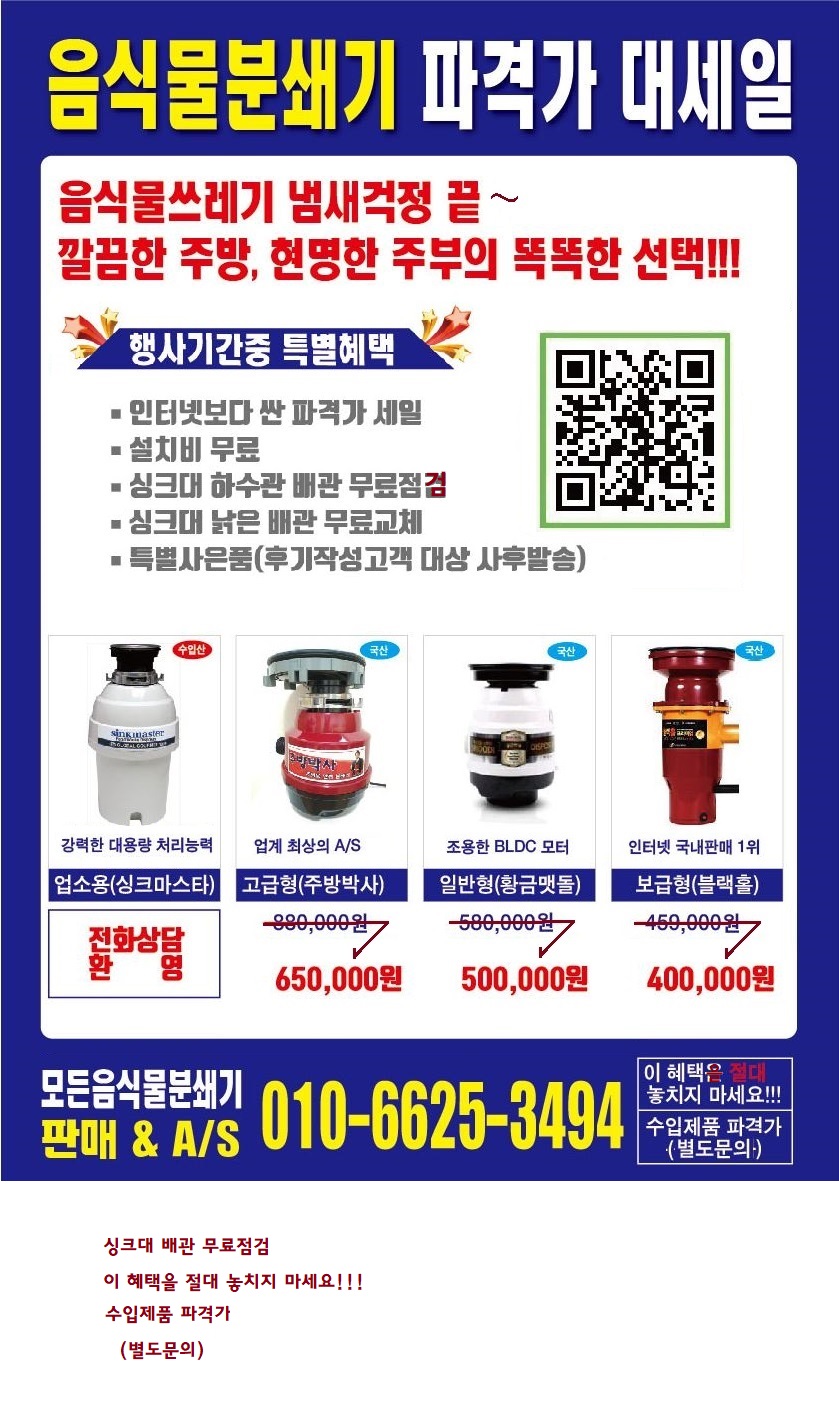 음식물분쇄기 파격가 대세일
음식물쓰레기 냄새걱정 끝~
깔끔한 주방, 현명한 주부의 똑똑한 선택!!!
행사기간중 특별혜택
▪ 인터넷보다 싼 파격가 세일
▪ 설치비 무료
▪ 싱크대 하수관 배관 무료점검
▪ 싱크대 낡은 배관 무료교체
▪ 특별사은품(후기작성고객 대상 사후발송)
수입산
sinkmaster
강력한 대용량 처리능력
업소용(싱크마스타)
전화상담
환 영
국산
주방박사
업계 최상의 A/S
고급형(주방박사)
880,000원
650,000원
국산
조용한 BLDC 모터
일반형(황금맷돌)
580,000원
500,000원
국산
인터넷 국내판매 1위
보급형(블랙홀)
459,000원
400,000원
모든음식물분쇄기
판매 & A/S
010-6625-3494
이 혜택을 절대
놓치지 마세요!!!
수입제품 파격가
(별도문의)
싱크대 배관 무료점검
이 혜택을 절대 놓치지 마세요!!!
수입제품 파격가
(별도문의)